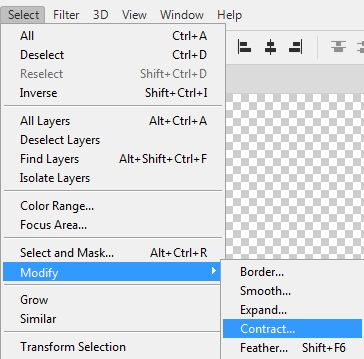 Select Filter 3D View Window Help
All Ctrl+A
Deselect Ctrl+D
Reselect Shift+Ctrl+D
Inverse Shift+Ctrl+I
All Layers Alt+Ctrl+A
Deselect Layers
Find Layers Alt+Shift+Ctrl+F
Isolate Layers
Color Range...
Focus Area...
Select and Mask... Alt+Ctrl+R
Modify
Grow
Similar
Transform Selection
Border...
Smooth...
Expand...
Contract...
Feather... Shift+F6